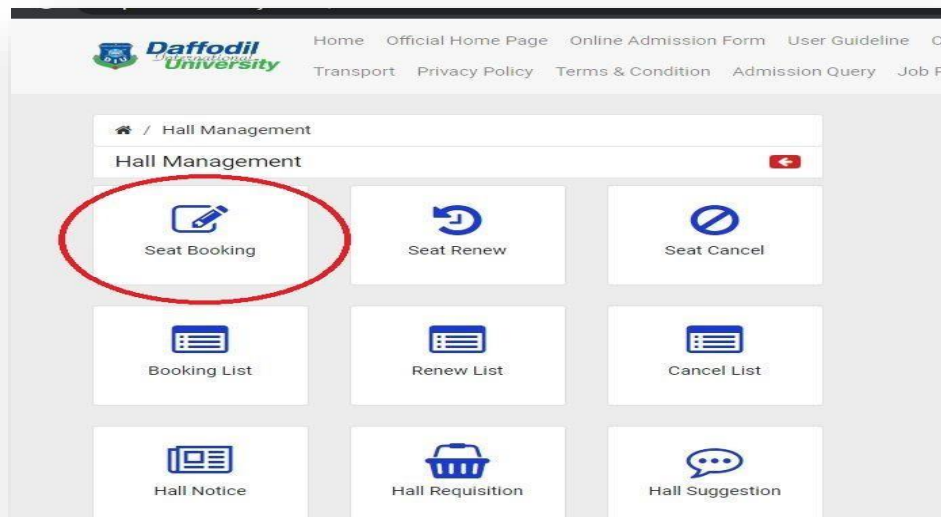 Daffodil
International
University
Home Official Home Page Online Admission Form User Guideline
Transport Privacy Policy Terms & Condition Admission Query Job
/ Hall Management
Hall Management
Seat Booking Seat Renew Seat Cancel
Booking List Renew List Cancel List
Hall Notice Hall Requisition Hall Suggestion